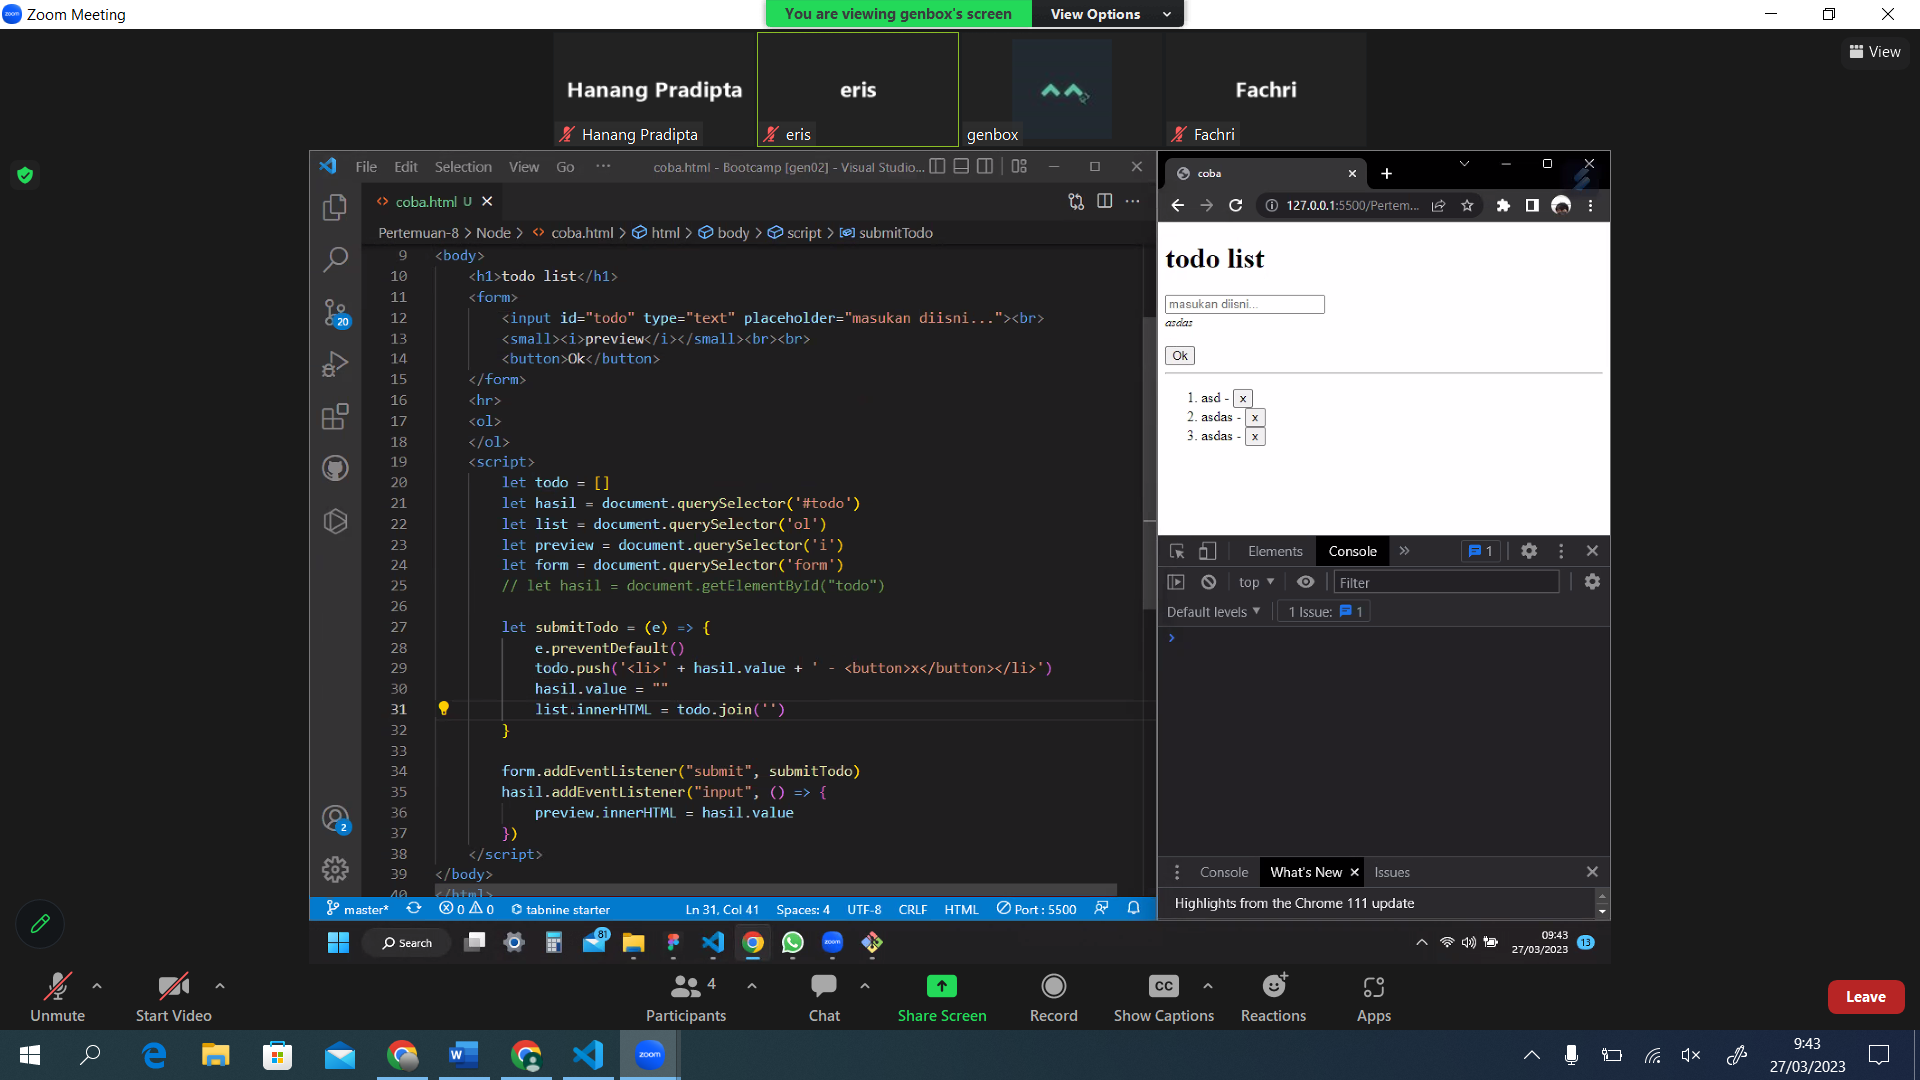 Zoom Meeting
You are viewing genbox's screen
View Options
View
Hanang Pradipta
eris
Fachri
Hanang Pradipta
eris
genbox
Fachri
File Edit Selection View Go ··· coba.html - Bootcamp [gen02] - Visual Studio...
coba.html U
Pertemuan-8 > Node > coba.html > html > body > script > submitTodo
9 <body>
10 <h1>todo list</h1>
11 <form>
12 <input id="todo" type="text" placeholder="masukan diisni..."><br>
13 <small><i>preview</i></small><br><br>
14 <button>Ok</button>
15 </form>
16 <hr>
17 <ol>
18 </ol>
19 <script>
20 let todo = []
21 let hasil = document.querySelector('#todo')
22 let list = document.querySelector('ol')
23 let preview = document.querySelector('i')
24 let form = document.querySelector('form')
25 // let hasil = document.getElementById("todo")
26
27 let submitTodo = (e) => {
28 e.preventDefault()
29 todo.push('<li>' + hasil.value + ' - <button>x</button></li>')
30 hasil.value = ""
31 list.innerHTML = todo.join('')
32 }
33
34 form.addEventListener("submit", submitTodo)
35 hasil.addEventListener("input", () => {
36 preview.innerHTML = hasil.value
37 })
38 </script>
39 </body>
40 </html>
20
2
master* 0 0 tabnine starter Ln 31, Col 41 Spaces: 4 UTF-8 CRLF HTML Port : 5500
coba
127.0.0.1:5500/Pertem...
todo list
masukan diisni...
asdas
Ok
1. asd - x
2. asdas - x
3. asdas - x
Elements Console 1
top Filter
Default levels 1 Issue: 1
Console What's New Issues
Highlights from the Chrome 111 update
Search
81
zoom
09:43
27/03/2023
13
Unmute
Start Video
4
Participants
Chat
Share Screen
Record
CC
Show Captions
Reactions
Apps
Leave
zoom
9:43
27/03/2023